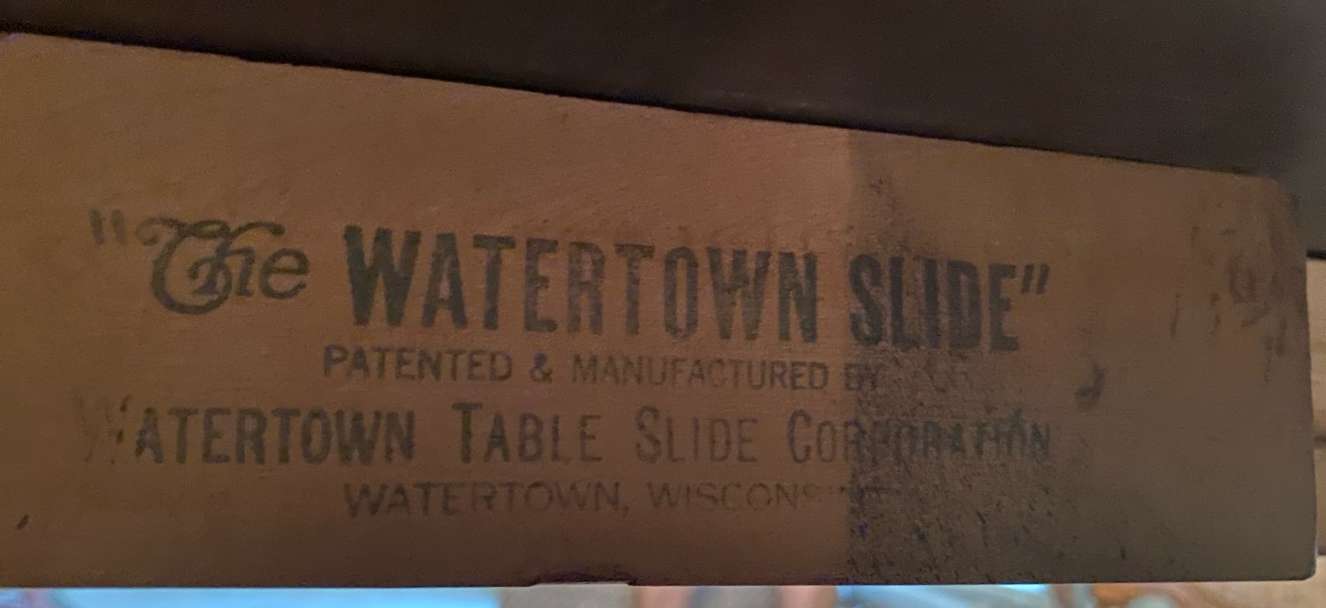 "The WATERTOWN SLIDE"
PATENTED & MANUFACTURED BY
WATERTOWN TABLE SLIDE CORPORATION
WATERTOWN, WISCONSIN